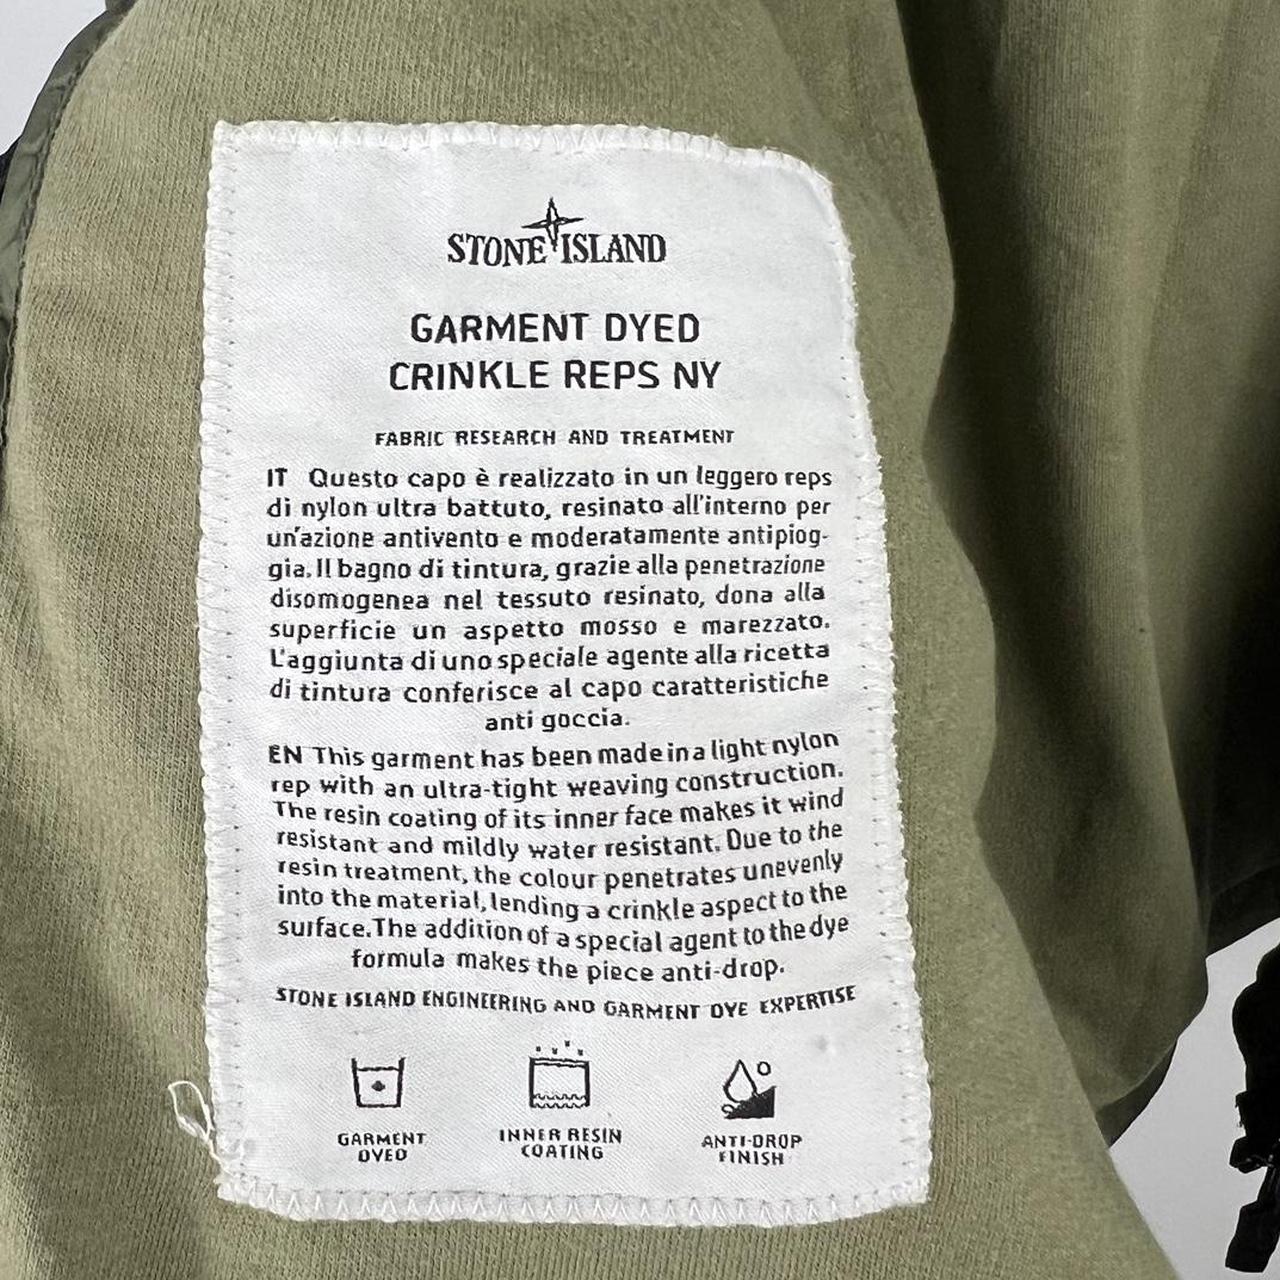 STONE ISLAND
GARMENT DYED
CRINKLE REPS NY
FABRIC RESEARCH AND TREATMENT
IT Questo capo è realizzato in un leggero reps
di nylon ultra battuto, resinato all'interno per
un'azione antivento e moderatamente antipiog-
gia. Il bagno di tintura, grazie alla penetrazione
disomogenea nel tessuto resinato, dona alla
superficie un aspetto mosso e marezzato.
L'aggiunta di uno speciale agente alla ricetta
di tintura conferisce al capo caratteristiche
anti goccia.
EN This garment has been made in a light nylon
rep with an ultra-tight weaving construction.
The resin coating of its inner face makes it wind
resistant and mildly water resistant. Due to the
resin treatment, the colour penetrates unevenly
into the material, lending a crinkle aspect to the
surface. The addition of a special agent to the dye
formula makes the piece anti-drop.
STONE ISLAND ENGINEERING AND GARMENT DYE EXPERTISE
GARMENT
DYED
INNER RESIN
COATING
ANTI-DROP
FINISH